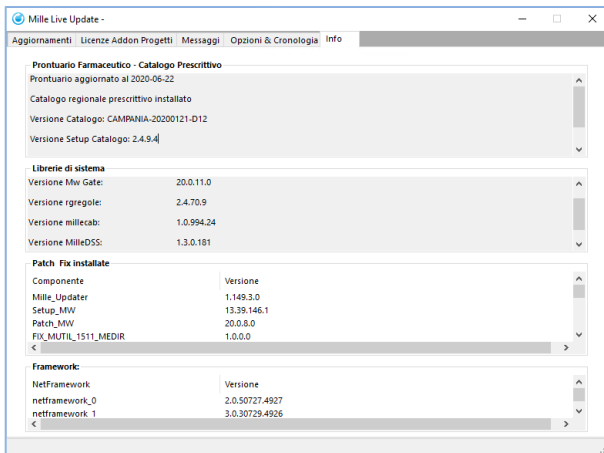 Mille Live Update -
Aggiornamenti Licenze Addon Progetti Messaggi Opzioni & Cronologia Info
Prontuario Farmaceutico - Catalogo Prescrittivo
Prontuario aggiornato al 2020-06-22
Catalogo regionale prescrittivo installato
Versione Catalogo: CAMPANIA-20200121-D12
Versione Setup Catalogo: 2.4.9.4
Librerie di sistema
Versione Mw Gate: 20.0.11.0
Versione rgregole: 2.4.70.9
Versione millecab: 1.0.994.24
Versione MilleDSS: 1.3.0.181
Patch Fix installate
Componente Versione
Mille_Updater 1.149.3.0
Setup_MW 13.39.146.1
Patch_MW 20.0.8.0
FIX_MUTIL_1511_MEDIR 1.0.0.0
Framework:
NetFramework Versione
netframework_0 2.0.50727.4927
netframework_1 3.0.30729.4926